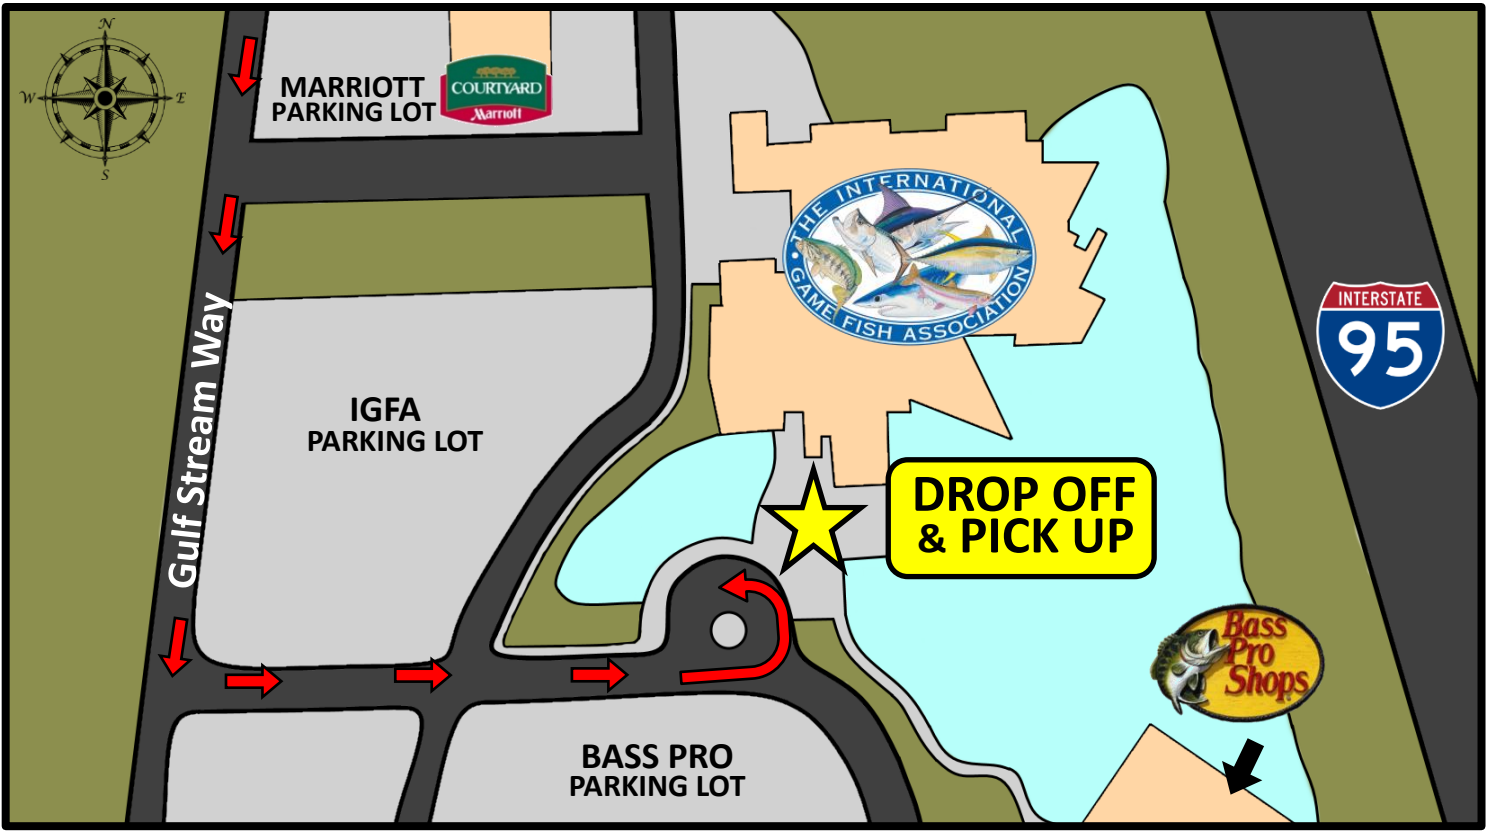 N
W
E
S
MARRIOTT
PARKING LOT
COURTYARD
Marriott
THE INTERNATIONAL
GAME FISH ASSOCIATION
INTERSTATE
95
Gulf Stream Way
IGFA
PARKING LOT
DROP OFF
& PICK UP
Bass
Pro
Shops
BASS PRO
PARKING LOT